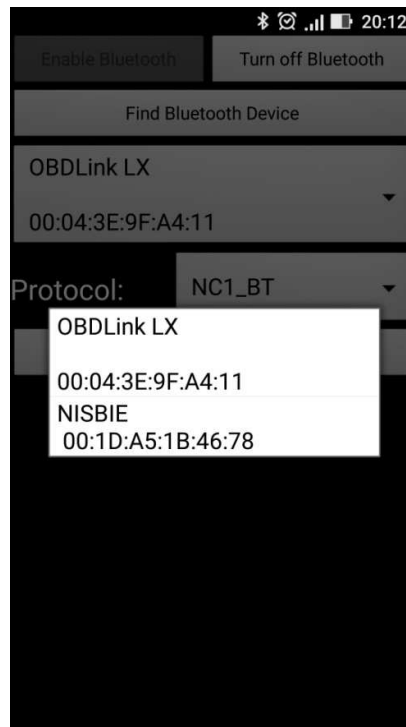 20:12
Enable Bluetooth
Turn off Bluetooth
Find Bluetooth Device
OBDLink LX
00:04:3E:9F:A4:11
Protocol:
NC1_BT
OBDLink LX
00:04:3E:9F:A4:11
NISBIE
00:1D:A5:1B:46:78